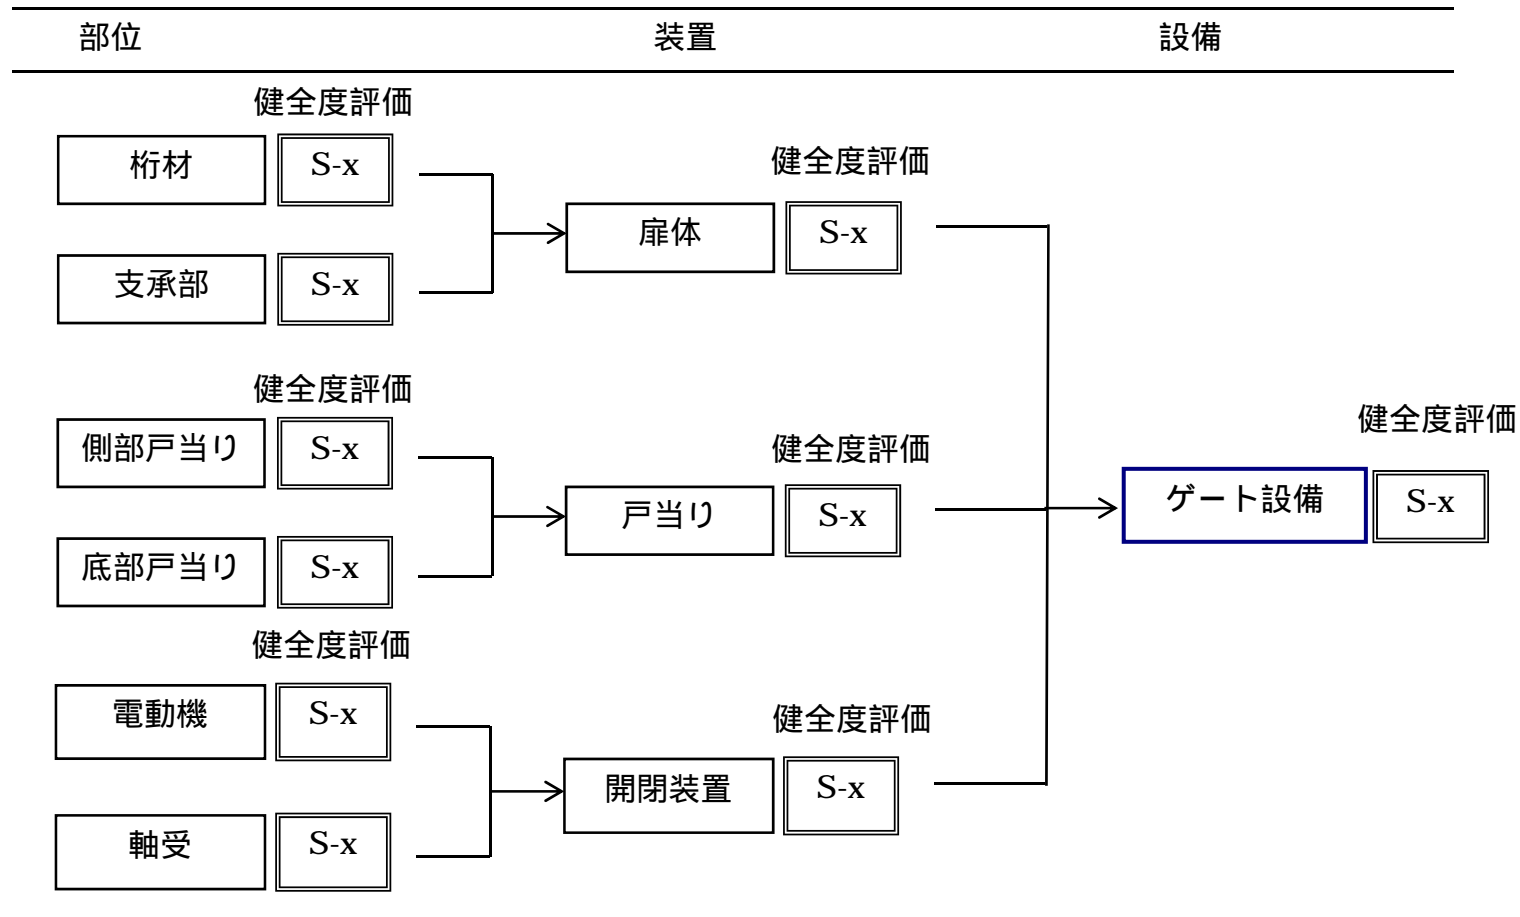 部位 装置 設備
健全度評価
桁材 S-x
支承部 S-x
健全度評価
扉体 S-x
健全度評価
側部戸当り S-x
底部戸当り S-x
健全度評価
戸当り S-x
健全度評価
電動機 S-x
軸受 S-x
健全度評価
開閉装置 S-x
健全度評価
ゲート設備 S-x